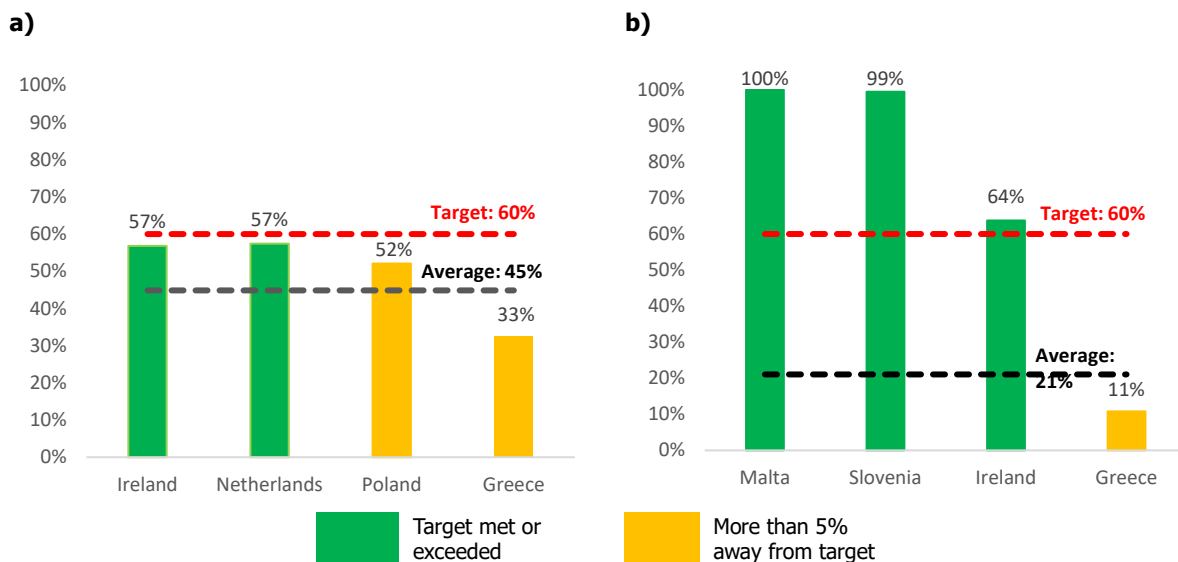 a)
100%
90%
80%
70%
60%
50%
40%
30%
20%
10%
0%
57%
57%
52%
33%
Target: 60%
Average: 45%
Ireland
Netherlands
Poland
Greece
b)
100%
90%
80%
70%
60%
50%
40%
30%
20%
10%
0%
100%
99%
64%
11%
Target: 60%
Average:
21%
Malta
Slovenia
Ireland
Greece
Target met or
exceeded
More than 5%
away from target